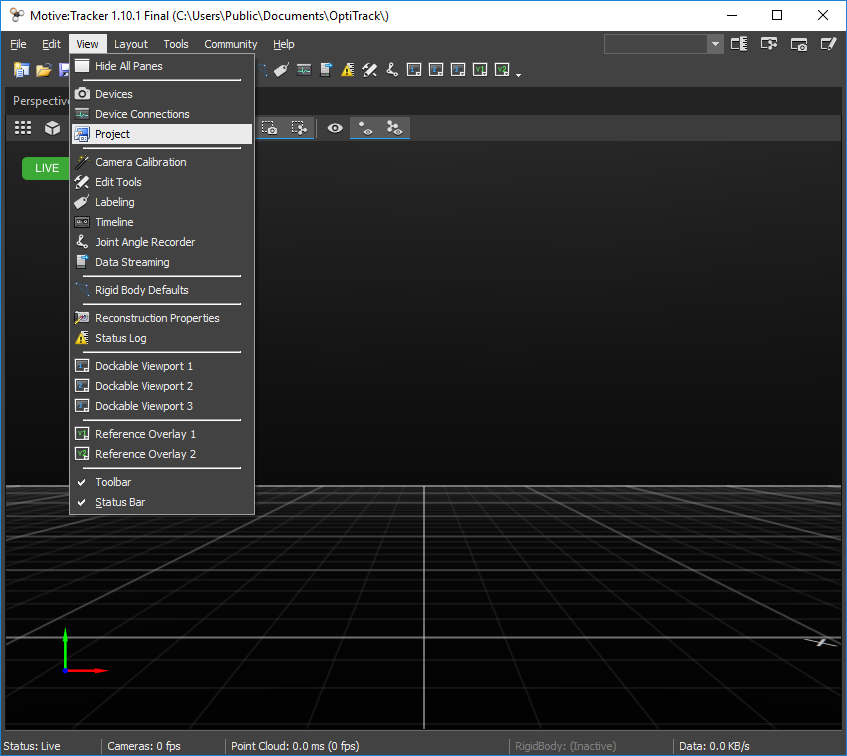 Motive:Tracker 1.10.1 Final (C:\Users\Public\Documents\OptiTrack\)
File Edit View Layout Tools Community Help
Hide All Panes
Perspective
Devices
Device Connections
Project
Camera Calibration
LIVE
Edit Tools
Labeling
Timeline
Joint Angle Recorder
Data Streaming
Rigid Body Defaults
Reconstruction Properties
Status Log
Dockable Viewport 1
Dockable Viewport 2
Dockable Viewport 3
Reference Overlay 1
Reference Overlay 2
Toolbar
Status Bar
Status: Live Cameras: 0 fps Point Cloud: 0.0 ms (0 fps) RigidBody: (Inactive) Data: 0.0 KB/s